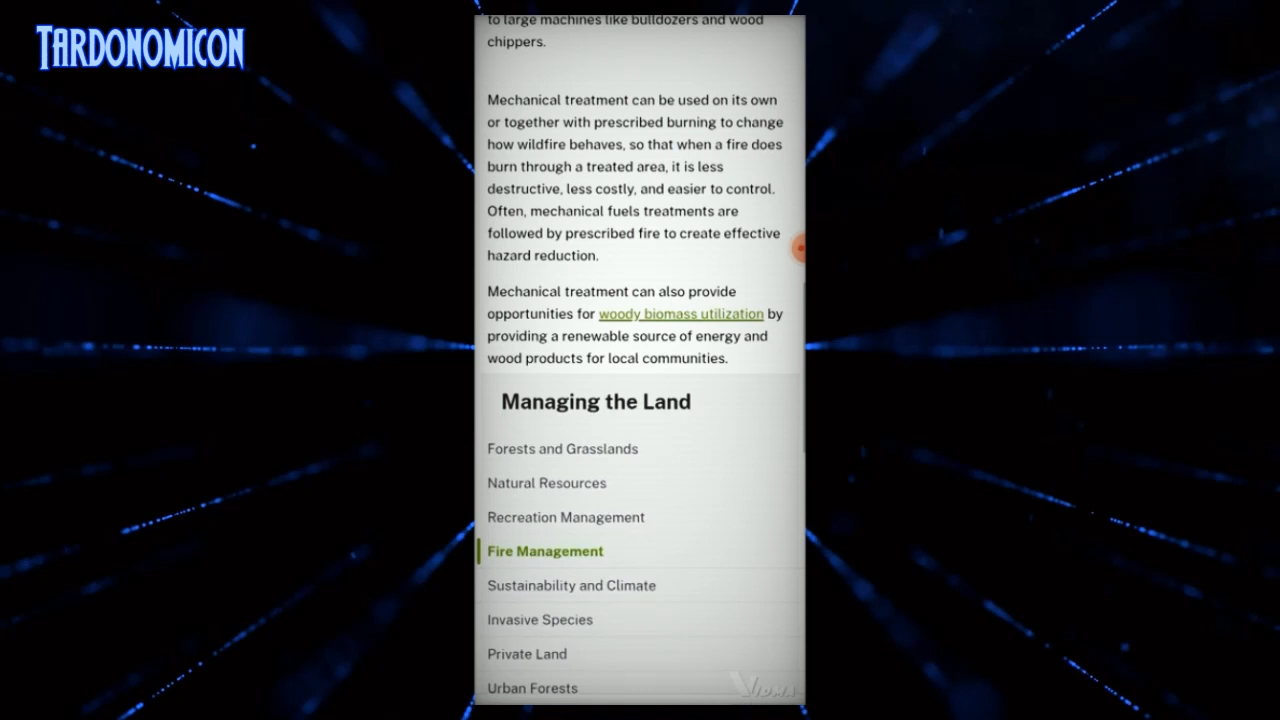 TARDONOMICON
to large machines like bulldozers and wood
chippers.
Mechanical treatment can be used on its own
or together with prescribed burning to change
how wildfire behaves, so that when a fire does
burn through a treated area, it is less
destructive, less costly, and easier to control.
Often, mechanical fuels treatments are
followed by prescribed fire to create effective
hazard reduction.
Mechanical treatment can also provide
opportunities for woody biomass utilization by
providing a renewable source of energy and
wood products for local communities.
Managing the Land
Forests and Grasslands
Natural Resources
Recreation Management
Fire Management
Sustainability and Climate
Invasive Species
Private Land
Urban Forests